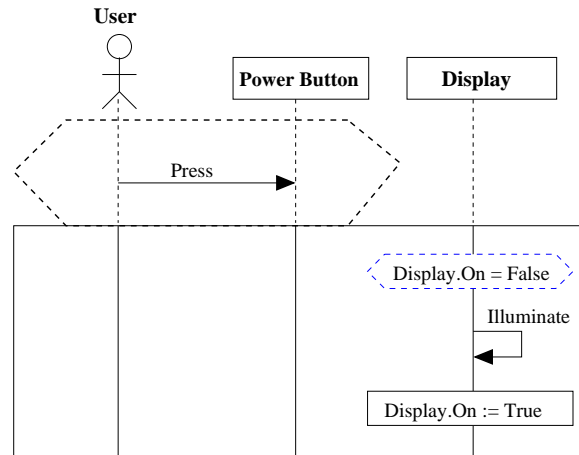 User
Power Button
Display
Press
Display.On = False
Illuminate
Display.On := True